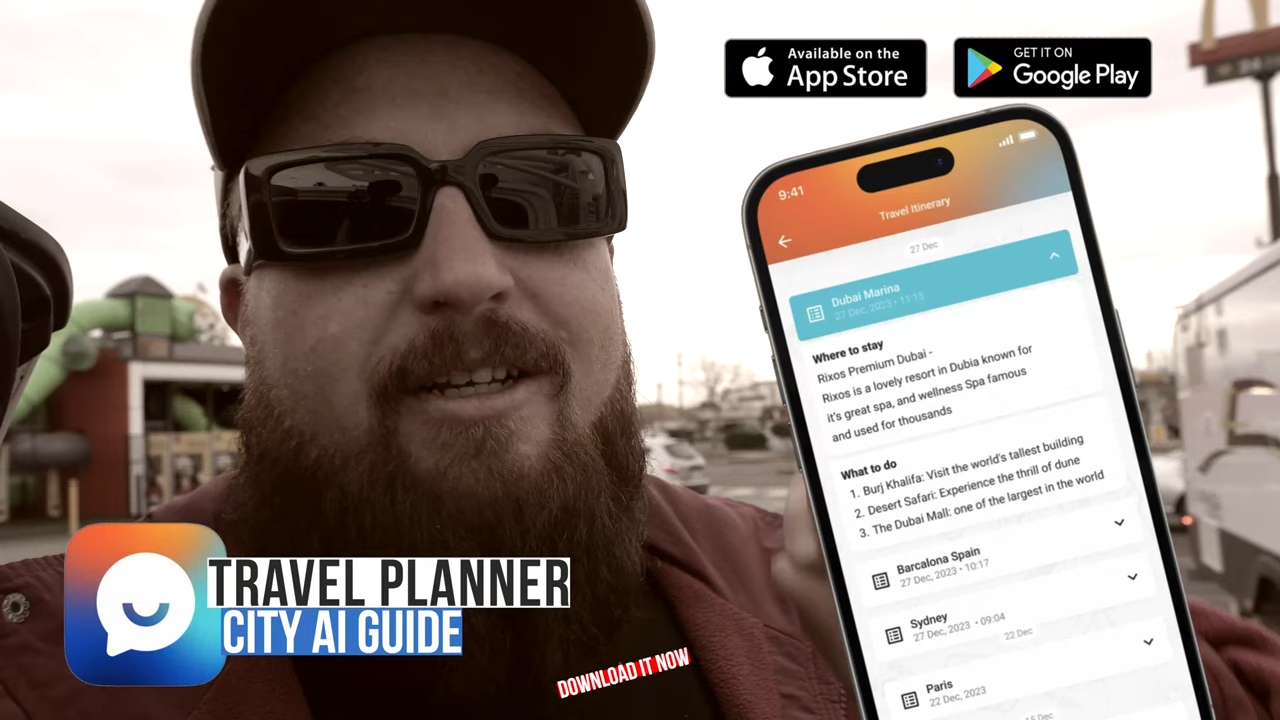 Available on the
App Store
GET IT ON
Google Play
9:41
Travel Itinerary
27 Dec
Dubai Marina
27 Dec, 2023 • 11:15
Where to stay
Rixos Premium Dubai -
Rixos is a lovely resort in Dubia known for
it's great spa, and wellness Spa famous
and used for thousands
What to do
1. Burj Khalifa: Visit the world's tallest building
2. Desert Safari: Experience the thrill of dune
3. The Dubai Mall: one of the largest in the world
Barcalona Spain
27 Dec, 2023 • 10:17
Sydney
27 Dec, 2023 • 09:04
22 Dec
Paris
22 Dec, 2023
15 Dec
TRAVEL PLANNER
CITY AI GUIDE
DOWNLOAD IT NOW